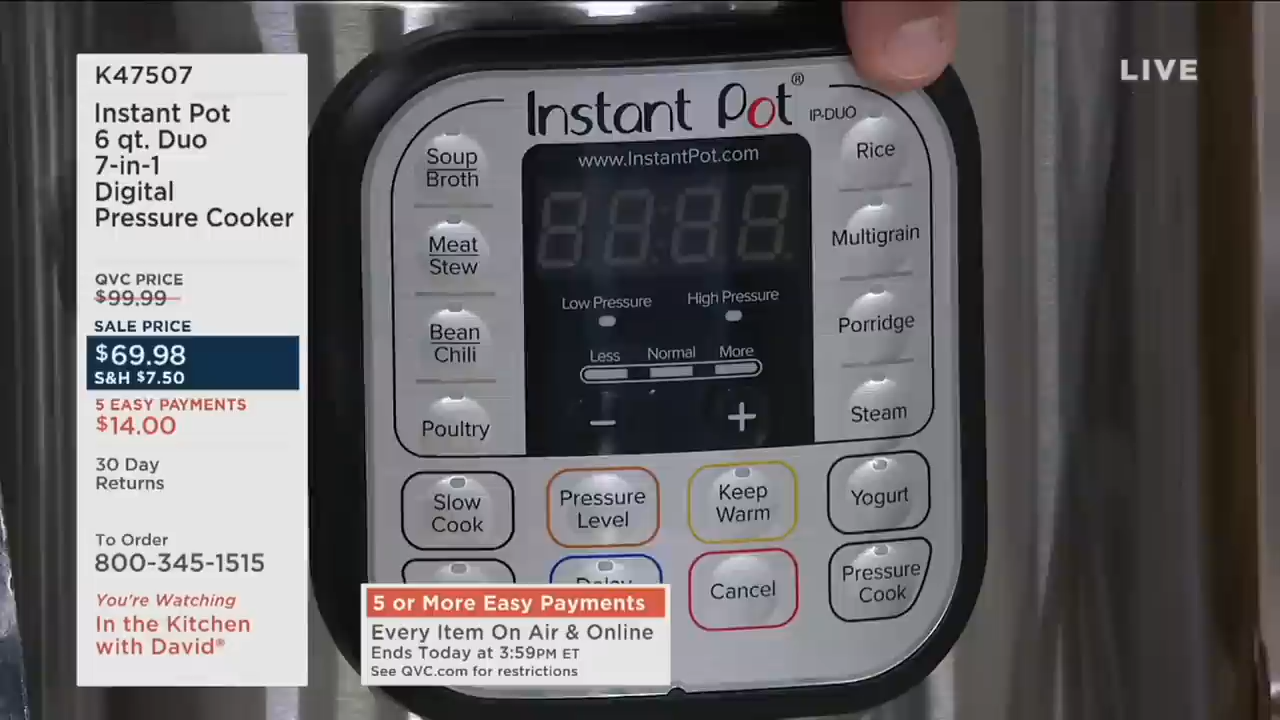 K47507
Instant Pot
6 qt. Duo
7-in-1
Digital
Pressure Cooker
QVC PRICE
$99.99
SALE PRICE
$69.98
S&H $7.50
5 EASY PAYMENTS
$14.00
30 Day
Returns
To Order
800-345-1515
You're Watching
In the Kitchen
with David®
LIVE
Instant Pot®
IP-DUO
www.InstantPot.com
88:88.
Low Pressure High Pressure
Less Normal More
− +
Soup
Broth
Meat
Stew
Bean
Chili
Poultry
Rice
Multigrain
Porridge
Steam
Slow
Cook
Pressure
Level
Keep
Warm
Yogurt
Delay
Cancel
Pressure
Cook
5 or More Easy Payments
Every Item On Air & Online
Ends Today at 3:59PM ET
See QVC.com for restrictions